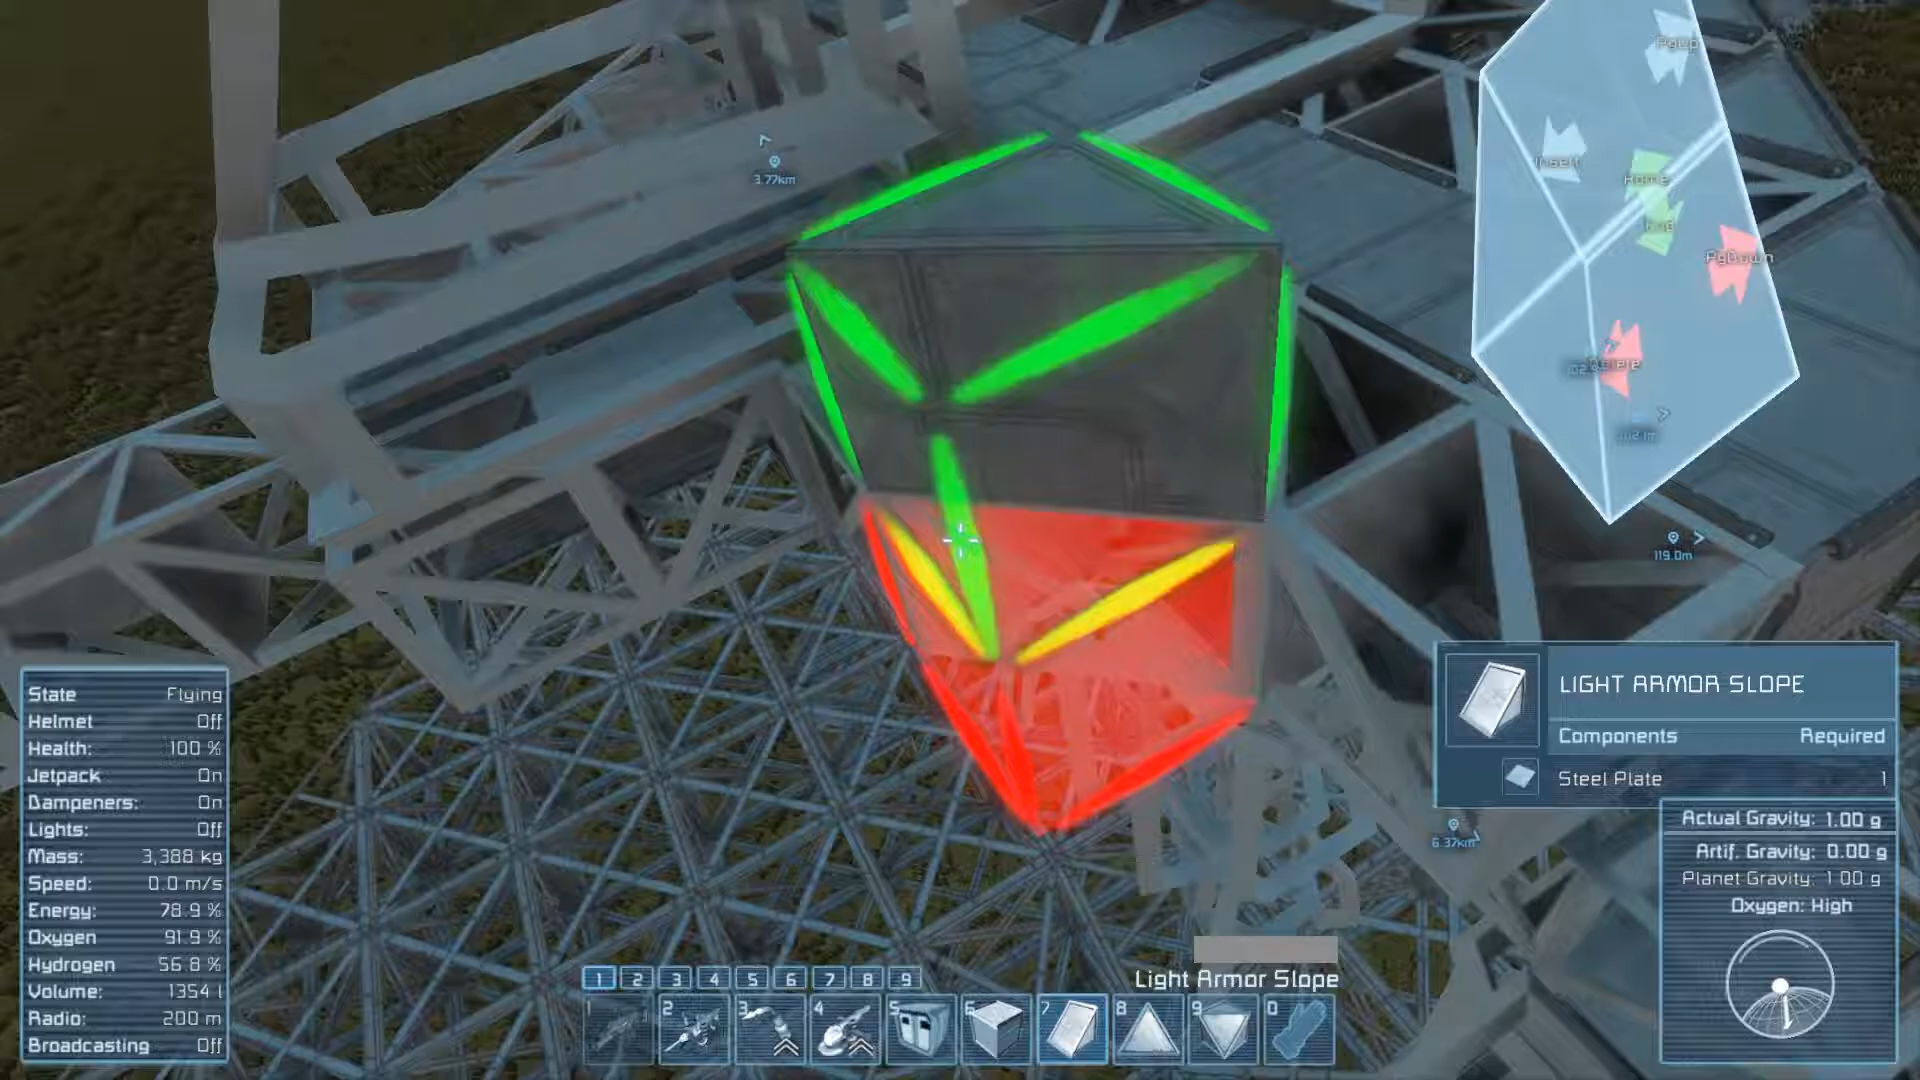 PgUp
3.77km
Insert
Home
End
PgDown
Delete
119.0m
LIGHT ARMOR SLOPE
Components Required
Steel Plate 1
State Flying
Helmet Off
Health: 100 %
Jetpack On
Dampeners: On
Lights: Off
Mass: 3,388 kg
Speed: 0.0 m/s
Energy: 78.9 %
Oxygen 91.9 %
Hydrogen 56.8 %
Volume: 1354 l
Radio: 200 m
Broadcasting Off
6.37km
Actual Gravity: 1.00 g
Artif. Gravity: 0.00 g
Planet Gravity: 1.00 g
Oxygen: High
1 2 3 4 5 6 7 8 9
Light Armor Slope
1 2 3 4 5 6 7 8 9 0